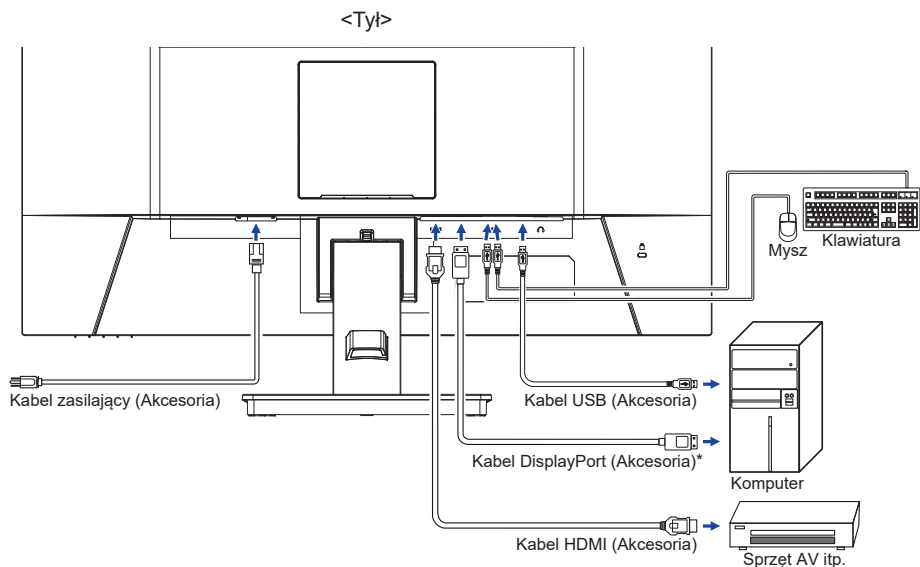 <Tył>
Mysz
Klawiatura
Kabel zasilający (Akcesoria)
Kabel USB (Akcesoria)
Kabel DisplayPort (Akcesoria)*
Komputer
Kabel HDMI (Akcesoria)
Sprzęt AV itp.